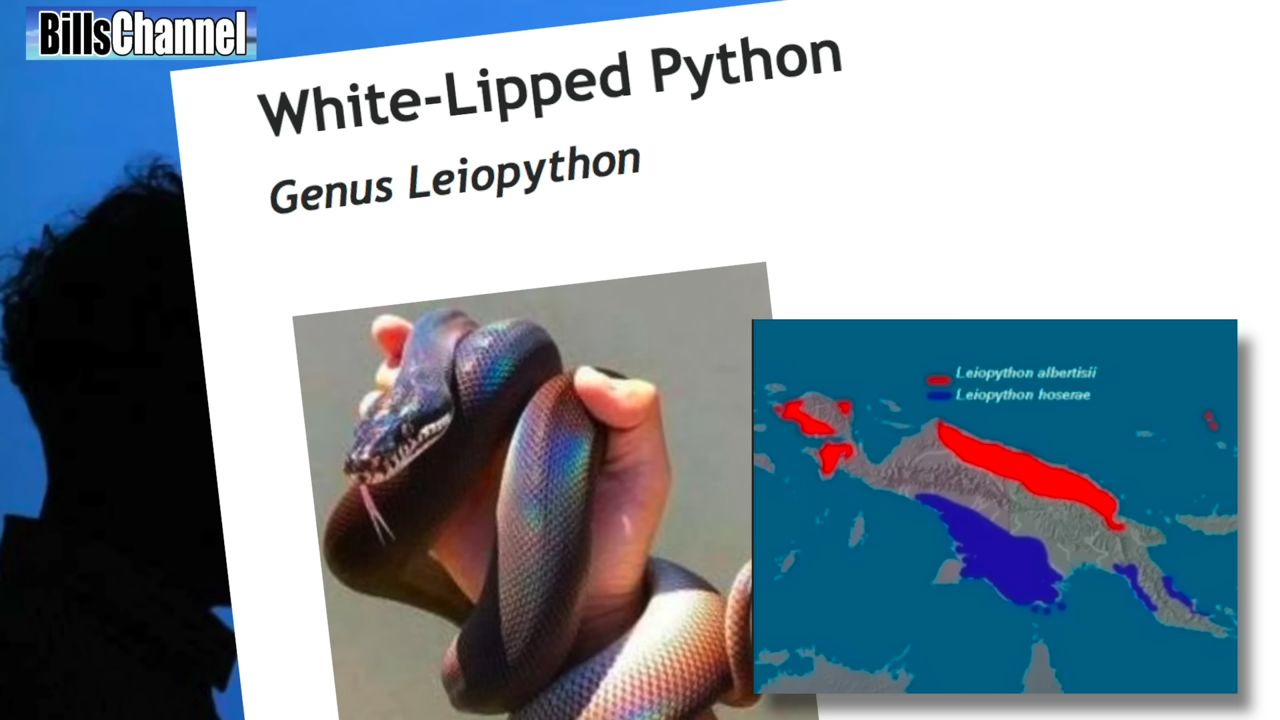 BillsChannel
White-Lipped Python
Genus Leiopython
Leiopython albertisii
Leiopython hoserae